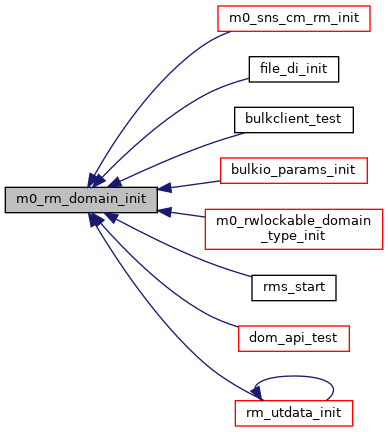 m0_sns_cm_rm_init
file_di_init
bulkclient_test
bulkio_params_init
m0_rm_domain_init
m0_rwlockable_domain
_type_init
rms_start
dom_api_test
rm_utdata_init